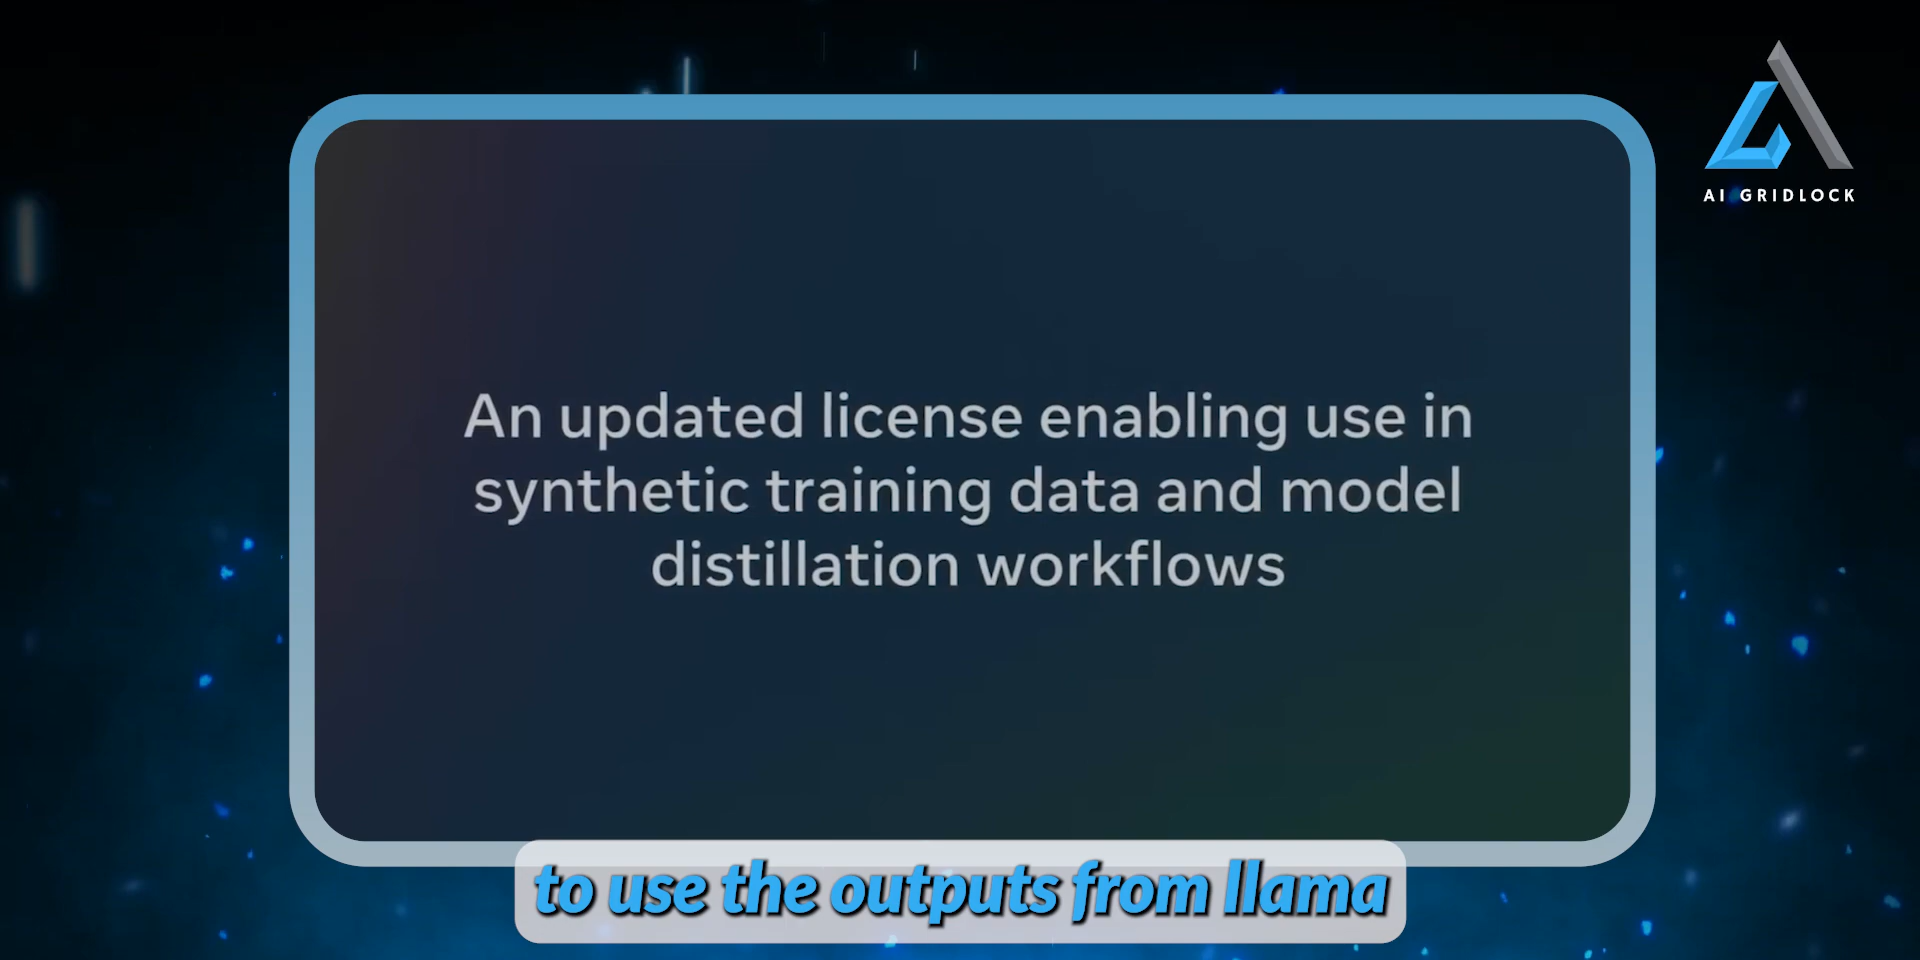 AI GRIDLOCK
An updated license enabling use in
synthetic training data and model
distillation workflows
to use the outputs from llama